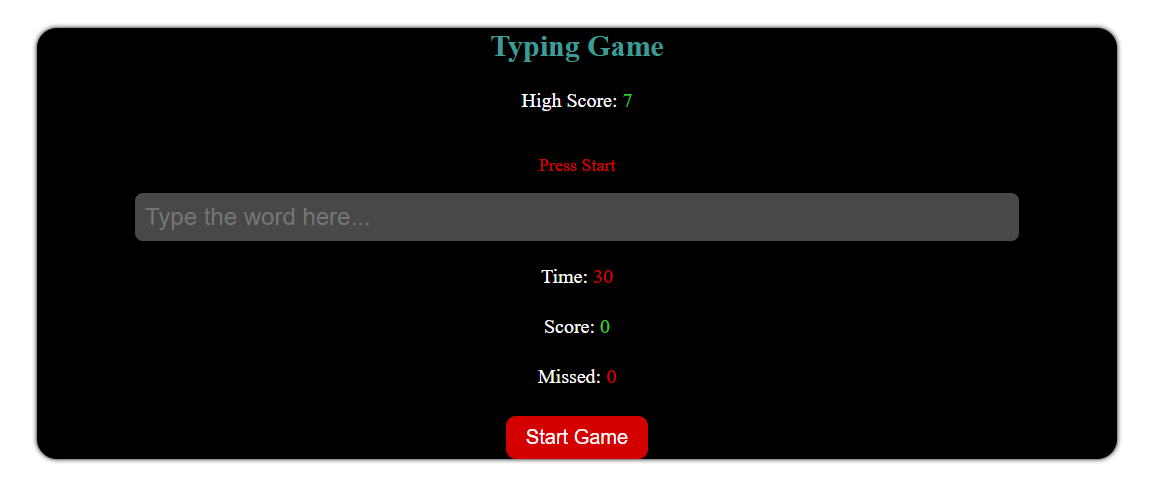 Typing Game
High Score: 7
Press Start
Type the word here...
Time: 30
Score: 0
Missed: 0
Start Game